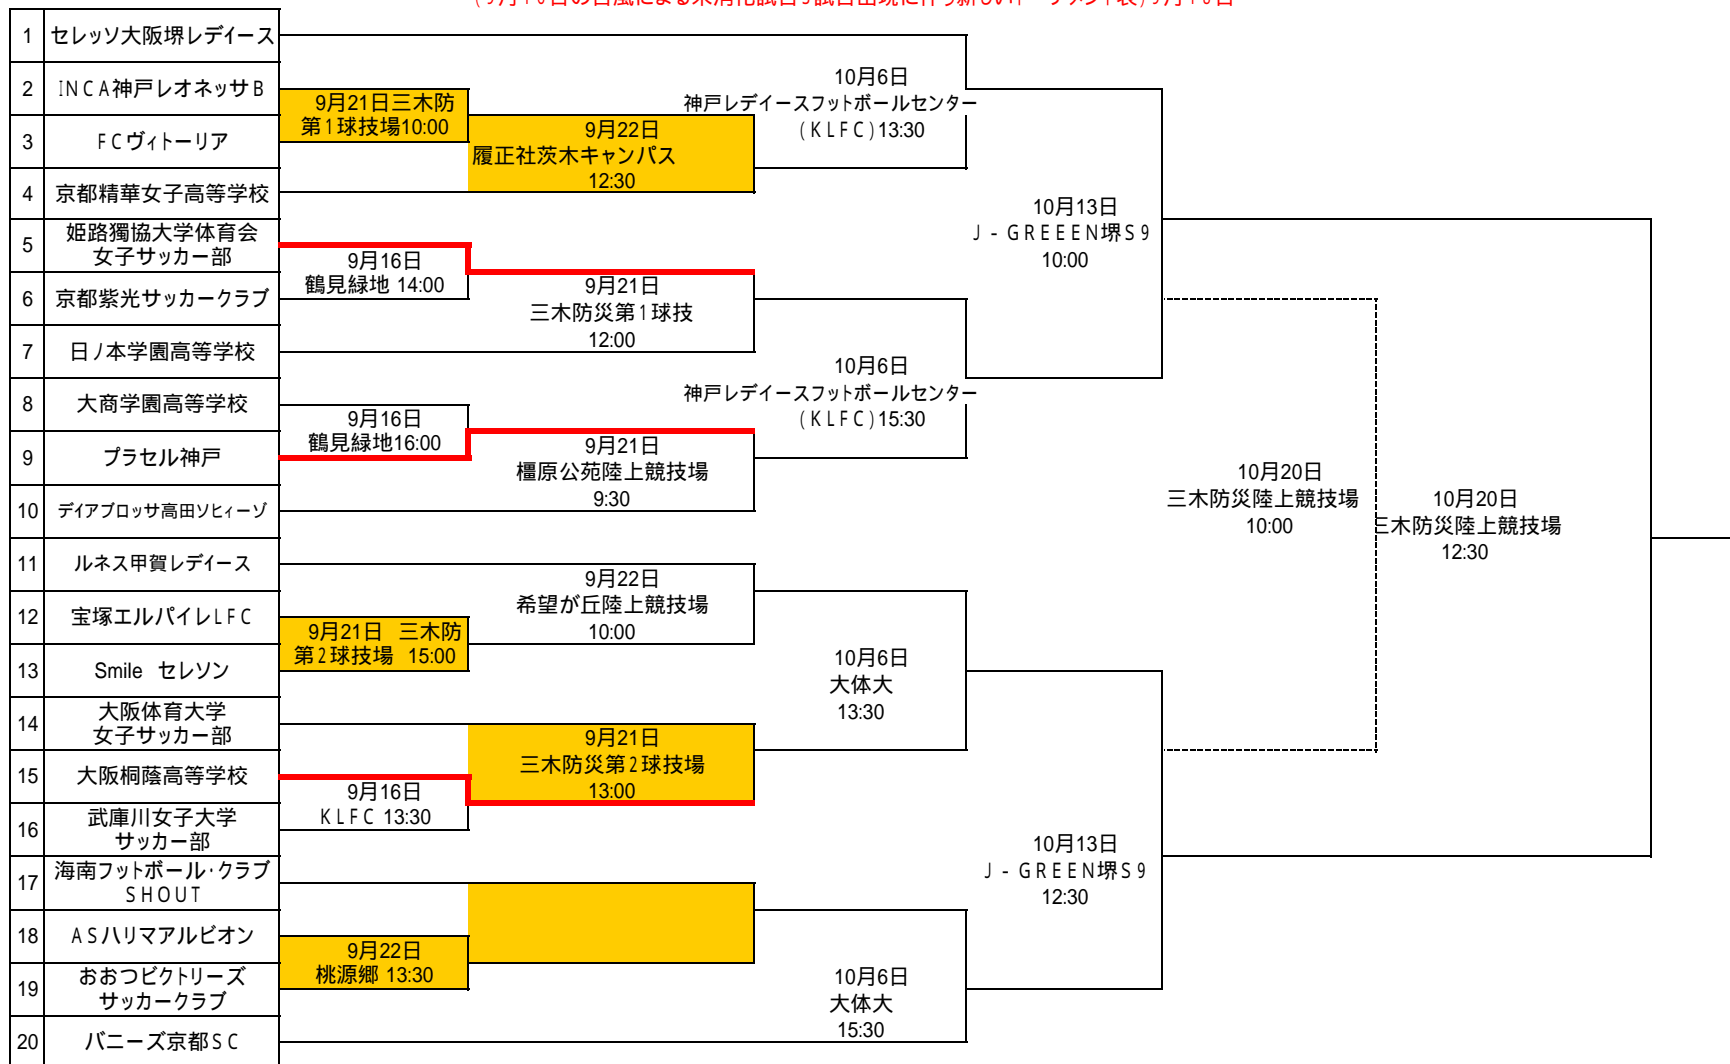 1 セレッソ大阪堺レデイース
2 INCA神戸レオネッサB
3 FCヴィトーリア
4 京都精華女子高等学校
5 姫路獨協大学体育会
女子サッカー部
6 京都紫光サッカークラブ
7 日ノ本学園高等学校
8 大商学園高等学校
9 プラセル神戸
10 デイアブロッサ高田ソヒィーゾ
11 ルネス甲賀レデイース
12 宝塚エルバイレLFC
13 Smile セレソン
14 大阪体育大学
女子サッカー部
15 大阪桐蔭高等学校
16 武庫川女子大学
サッカー部
17 海南フットボール・クラブ
SHOUT
18 ASハリマアルビオン
19 おおつビクトリーズ
サッカークラブ
20 バニーズ京都SC
9月21日三木防
第1球技場10:00
9月16日
鶴見緑地 14:00
9月16日
鶴見緑地16:00
9月21日 三木防
第2球技場 15:00
9月16日
KLFC 13:30
9月22日
桃源郷 13:30
9月22日
履正社茨木キャンパス
12:30
9月21日
三木防災第1球技
12:00
9月21日
橿原公苑陸上競技場
9:30
9月22日
希望が丘陸上競技場
10:00
9月21日
三木防災第2球技場
13:00
10月6日
神戸レデイースフットボールセンター
(KLFC)13:30
10月6日
神戸レデイースフットボールセンター
(KLFC)15:30
10月6日
大体大
13:30
10月6日
大体大
15:30
10月13日
J-GREEEN堺S9
10:00
10月13日
J-GREEN堺S9
12:30
10月20日
三木防災陸上競技場
10:00
10月20日
三木防災陸上競技場
12:30